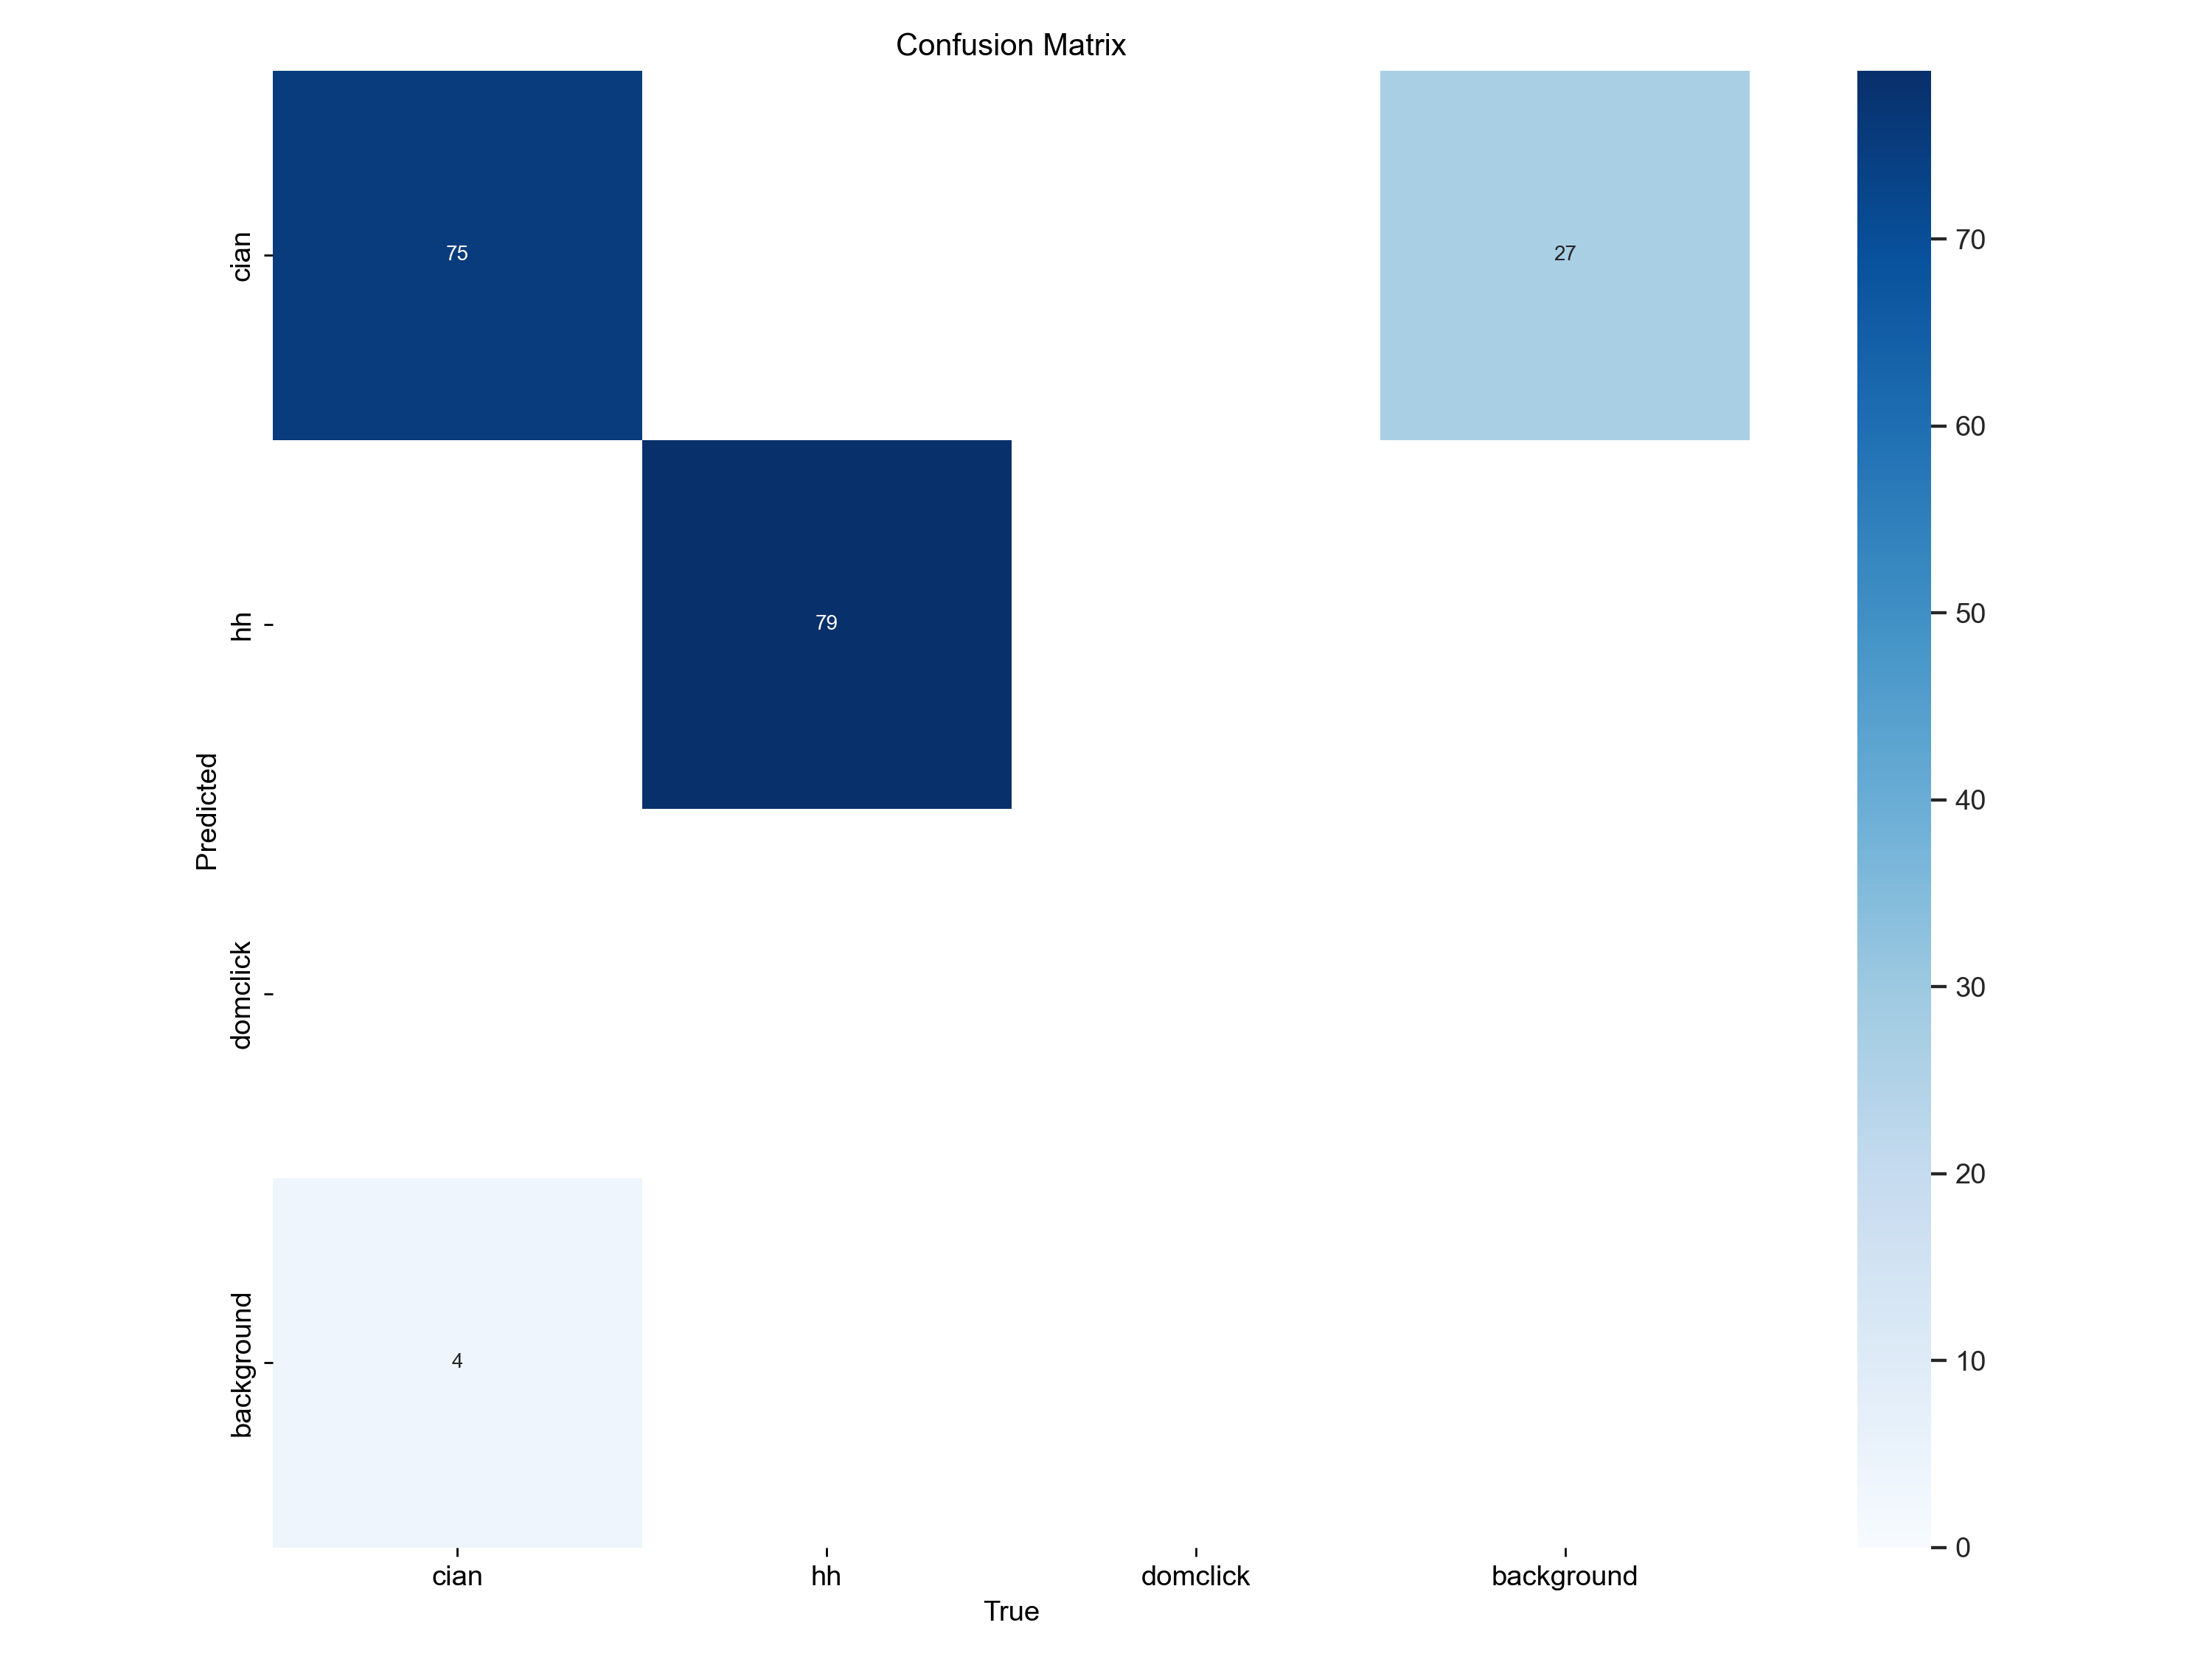 Confusion Matrix
cian
75
27
70
60
hh
79
50
Predicted
40
domclick
30
20
background
4
10
0
cian hh domclick background
True